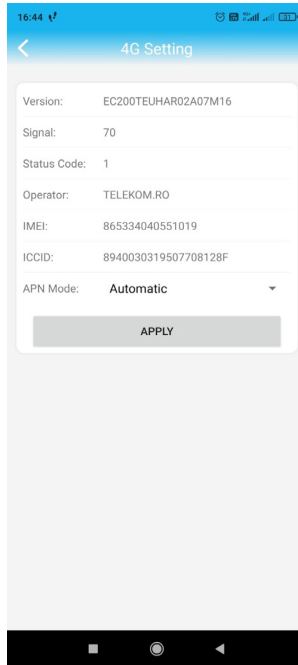 16:44
4G Setting
Version: EC200TEUHAR02A07M16
Signal: 70
Status Code: 1
Operator: TELEKOM.RO
IMEI: 865334040551019
ICCID: 8940030319507708128F
APN Mode: Automatic
APPLY